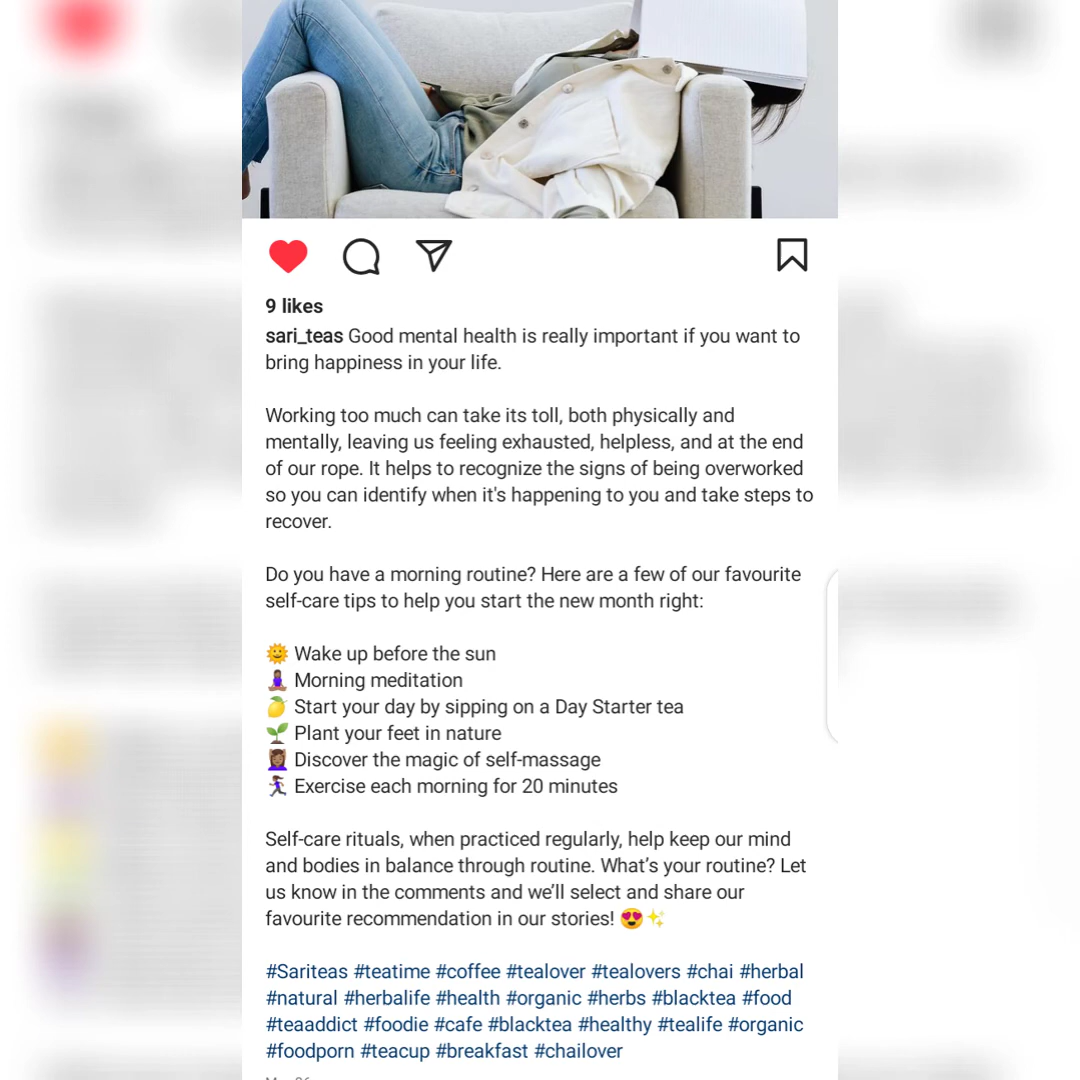 9 likes
sari_teas Good mental health is really important if you want to
bring happiness in your life.
Working too much can take its toll, both physically and
mentally, leaving us feeling exhausted, helpless, and at the end
of our rope. It helps to recognize the signs of being overworked
so you can identify when it's happening to you and take steps to
recover.
Do you have a morning routine? Here are a few of our favourite
self-care tips to help you start the new month right:
🌞 Wake up before the sun
🧘🏾‍♀️ Morning meditation
🍋 Start your day by sipping on a Day Starter tea
🌱 Plant your feet in nature
💆🏾‍♀️ Discover the magic of self-massage
🏃🏾‍♀️ Exercise each morning for 20 minutes
Self-care rituals, when practiced regularly, help keep our mind
and bodies in balance through routine. What’s your routine? Let
us know in the comments and we’ll select and share our
favourite recommendation in our stories! 😍✨
#Sariteas #teatime #coffee #tealover #tealovers #chai #herbal
#natural #herbalife #health #organic #herbs #blacktea #food
#teaaddict #foodie #cafe #blacktea #healthy #tealife #organic
#foodporn #teacup #breakfast #chailover